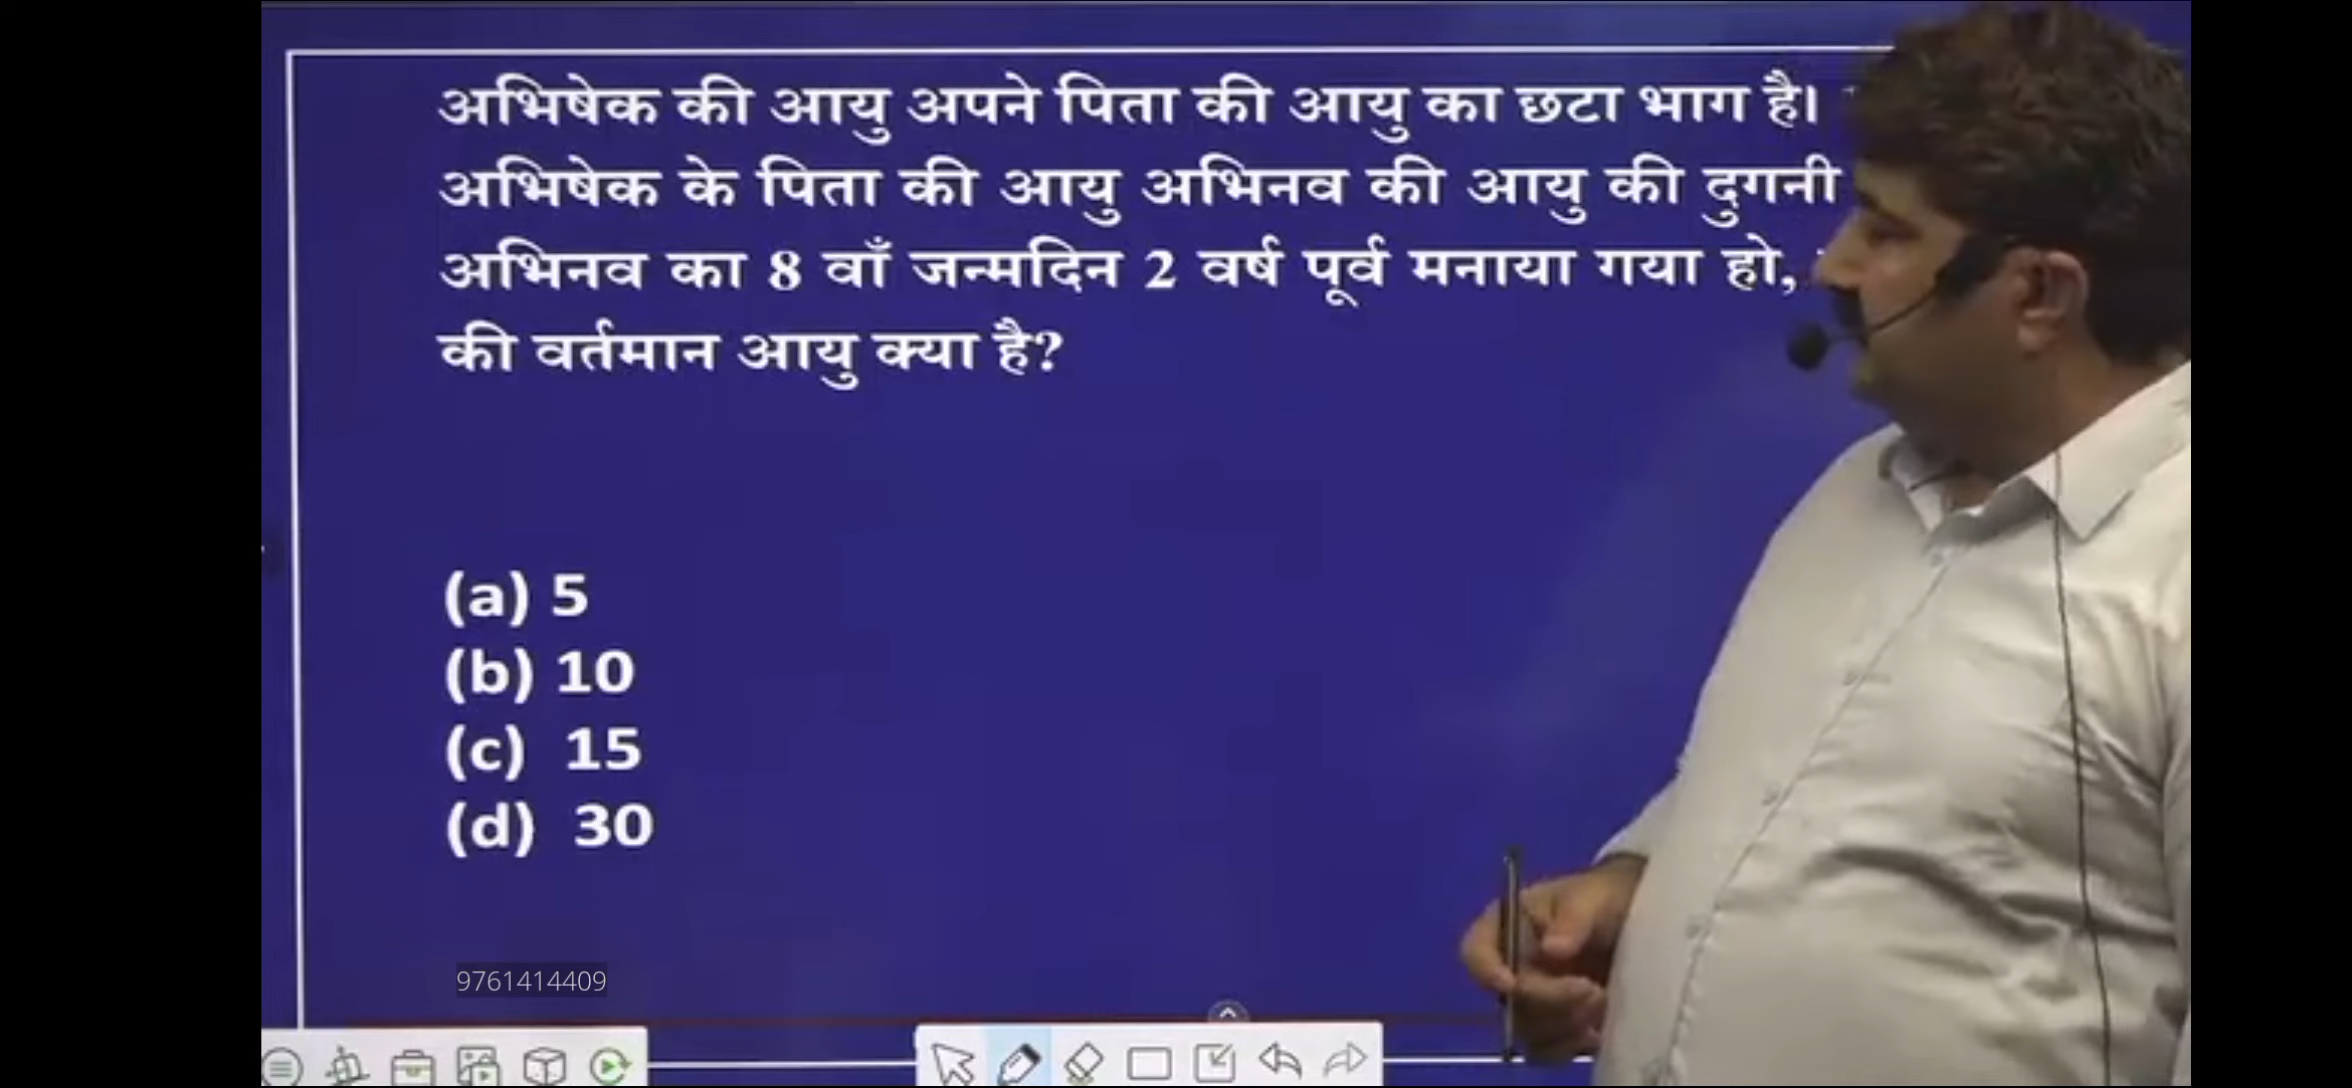 अभिषेक की आयु अपने पिता की आयु का छटा भाग है।
अभिषेक के पिता की आयु अभिनव की आयु की दुगनी
अभिनव का 8 वाँ जन्मदिन 2 वर्ष पूर्व मनाया गया हो,
की वर्तमान आयु क्या है?
(a) 5
(b) 10
(c) 15
(d) 30
9761414409